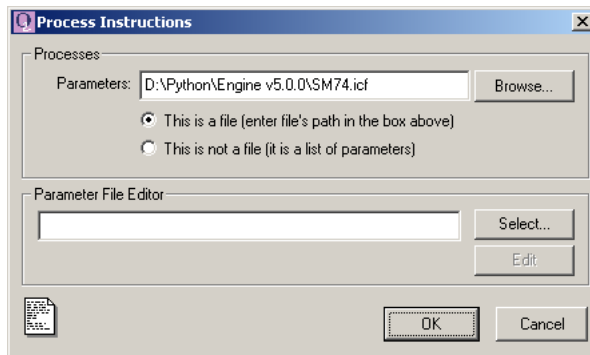 Process Instructions
Processes
Parameters: D:\Python\Engine v5.0.0\SM74.icf Browse...
This is a file (enter file's path in the box above)
This is not a file (it is a list of parameters)
Parameter File Editor
Select...
Edit
OK Cancel